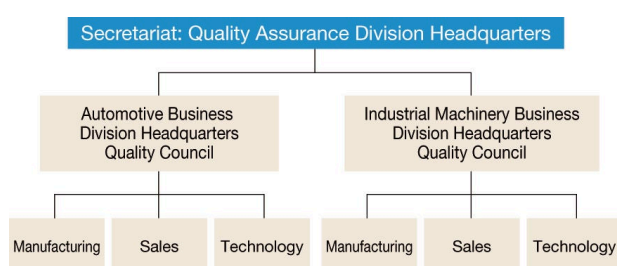 Secretariat: Quality Assurance Division Headquarters
Automotive Business
Division Headquarters
Quality Council
Industrial Machinery Business
Division Headquarters
Quality Council
Manufacturing
Sales
Technology
Manufacturing
Sales
Technology